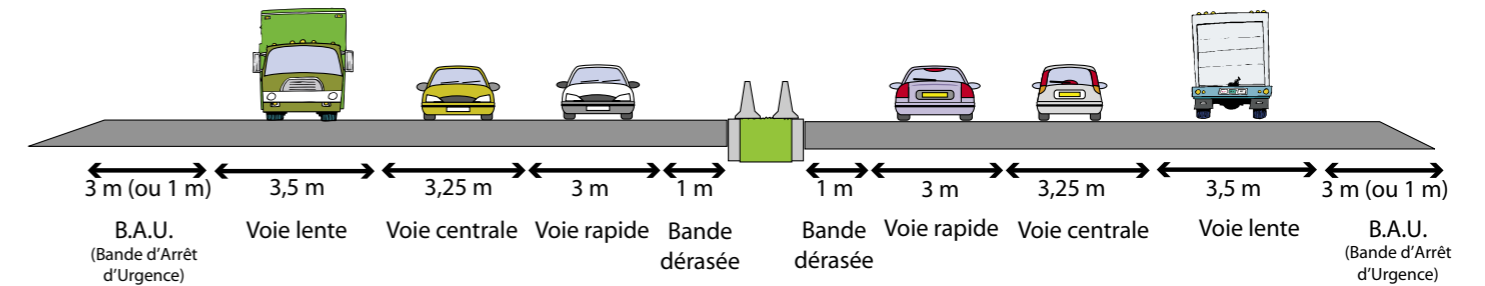 3 m (ou 1 m) 3,5 m 3,25 m 3 m 1 m 1 m 3 m 3,25 m 3,5 m 3 m (ou 1 m)
B.A.U. Voie lente Voie centrale Voie rapide Bande Bande Voie rapide Voie centrale Voie lente B.A.U.
(Bande d’Arrêt dérasée dérasée (Bande d’Arrêt
d’Urgence) d’Urgence)